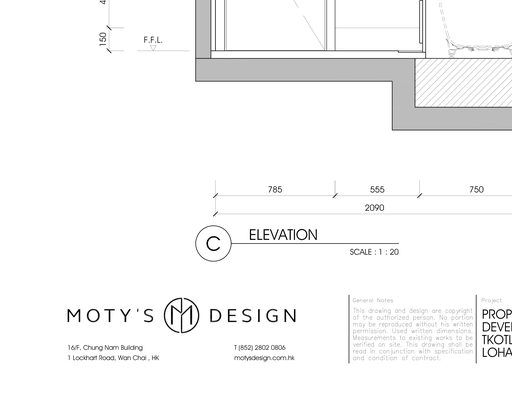 150
F.F.L.
785 555 750
2090
C ELEVATION
SCALE : 1 : 20
MOTY'S DESIGN
16/F, Chung Nam Building
1 Lockhart Road, Wan Chai , HK
T(852) 2802 0806
motysdesign.com.hk
General Notes
This drawing and design are copyright
of the authorized person. No portion
may be reproduced without his written
permission. Used written dimensions.
Measurements to existing works to be
verified on site. This drawing shall be
read in conjunction with specification
and condition of contract.
Project
PROP
DEVE
TKOTL
LOHA